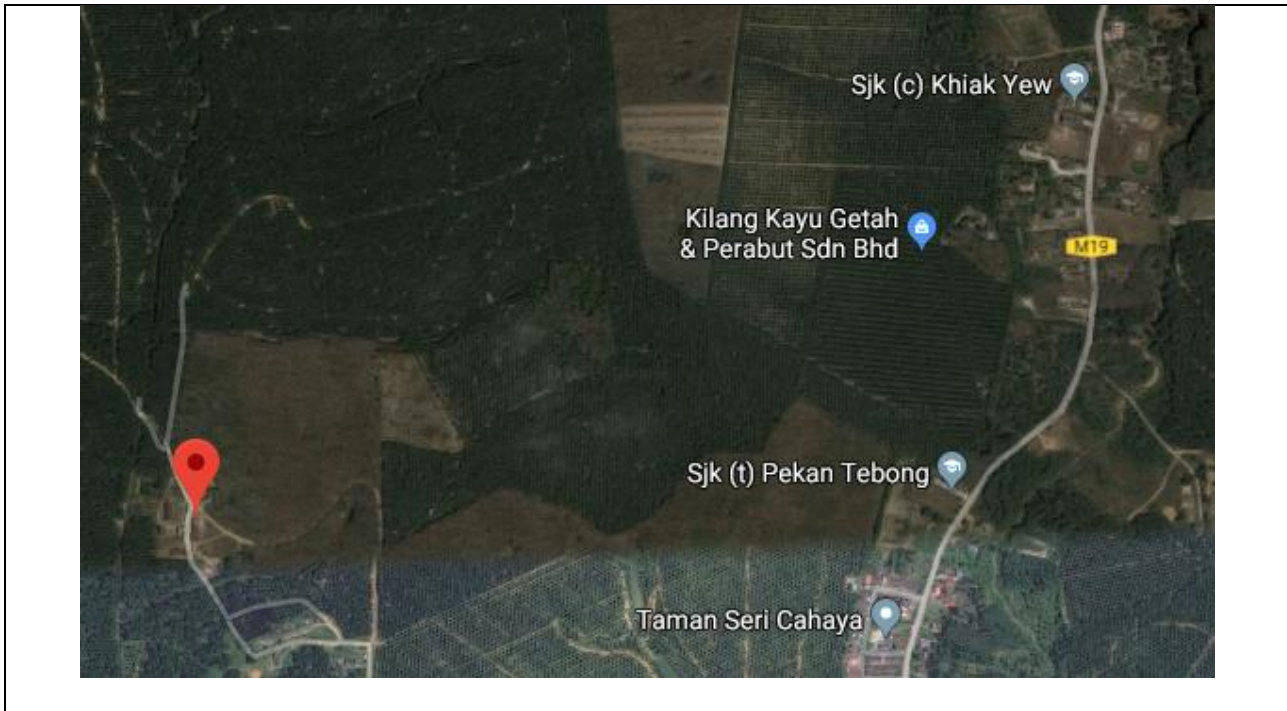 Sjk (c) Khiak Yew
Kilang Kayu Getah
& Perabut Sdn Bhd
M19
Sjk (t) Pekan Tebong
Taman Seri Cahaya